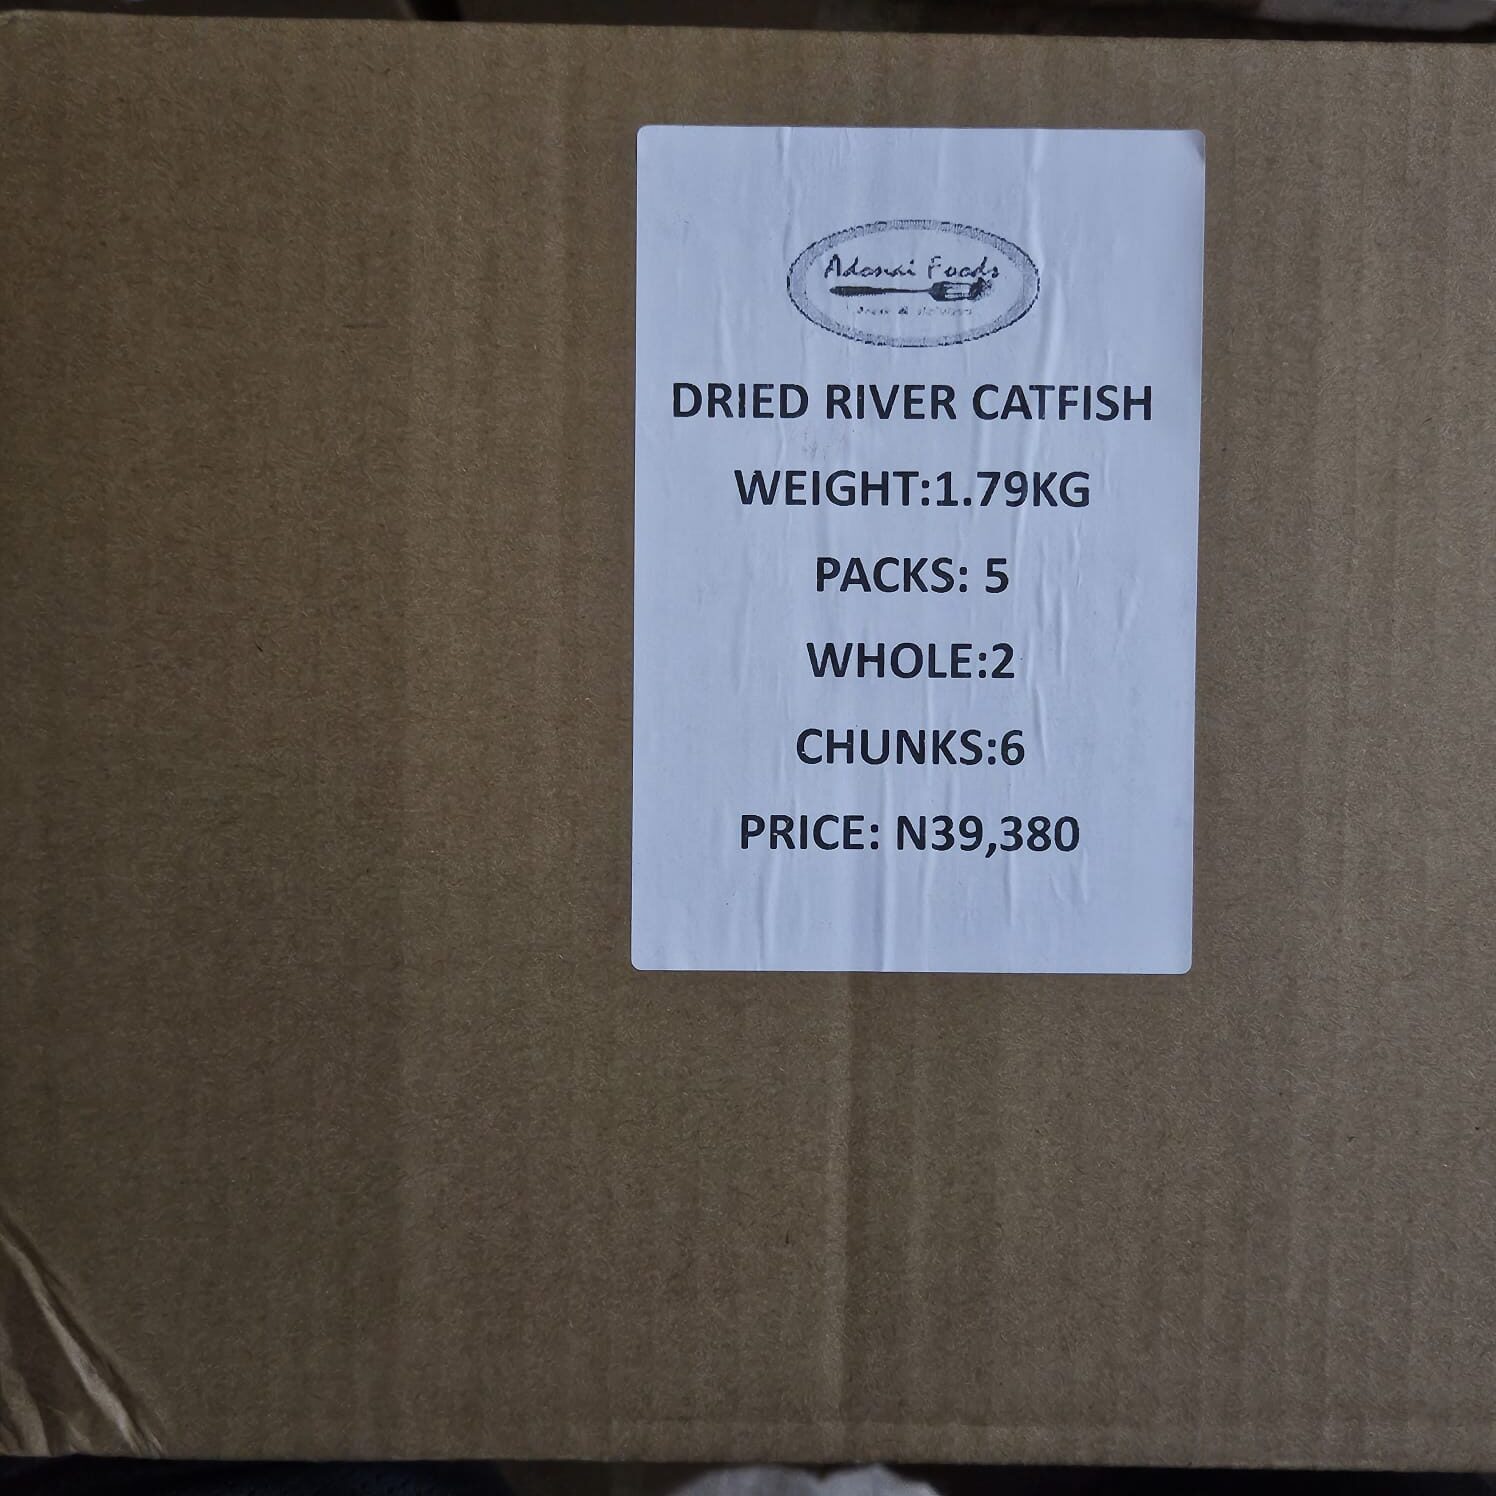 Adonai Foods
DRIED RIVER CATFISH
WEIGHT:1.79KG
PACKS: 5
WHOLE:2
CHUNKS:6
PRICE: N39,380